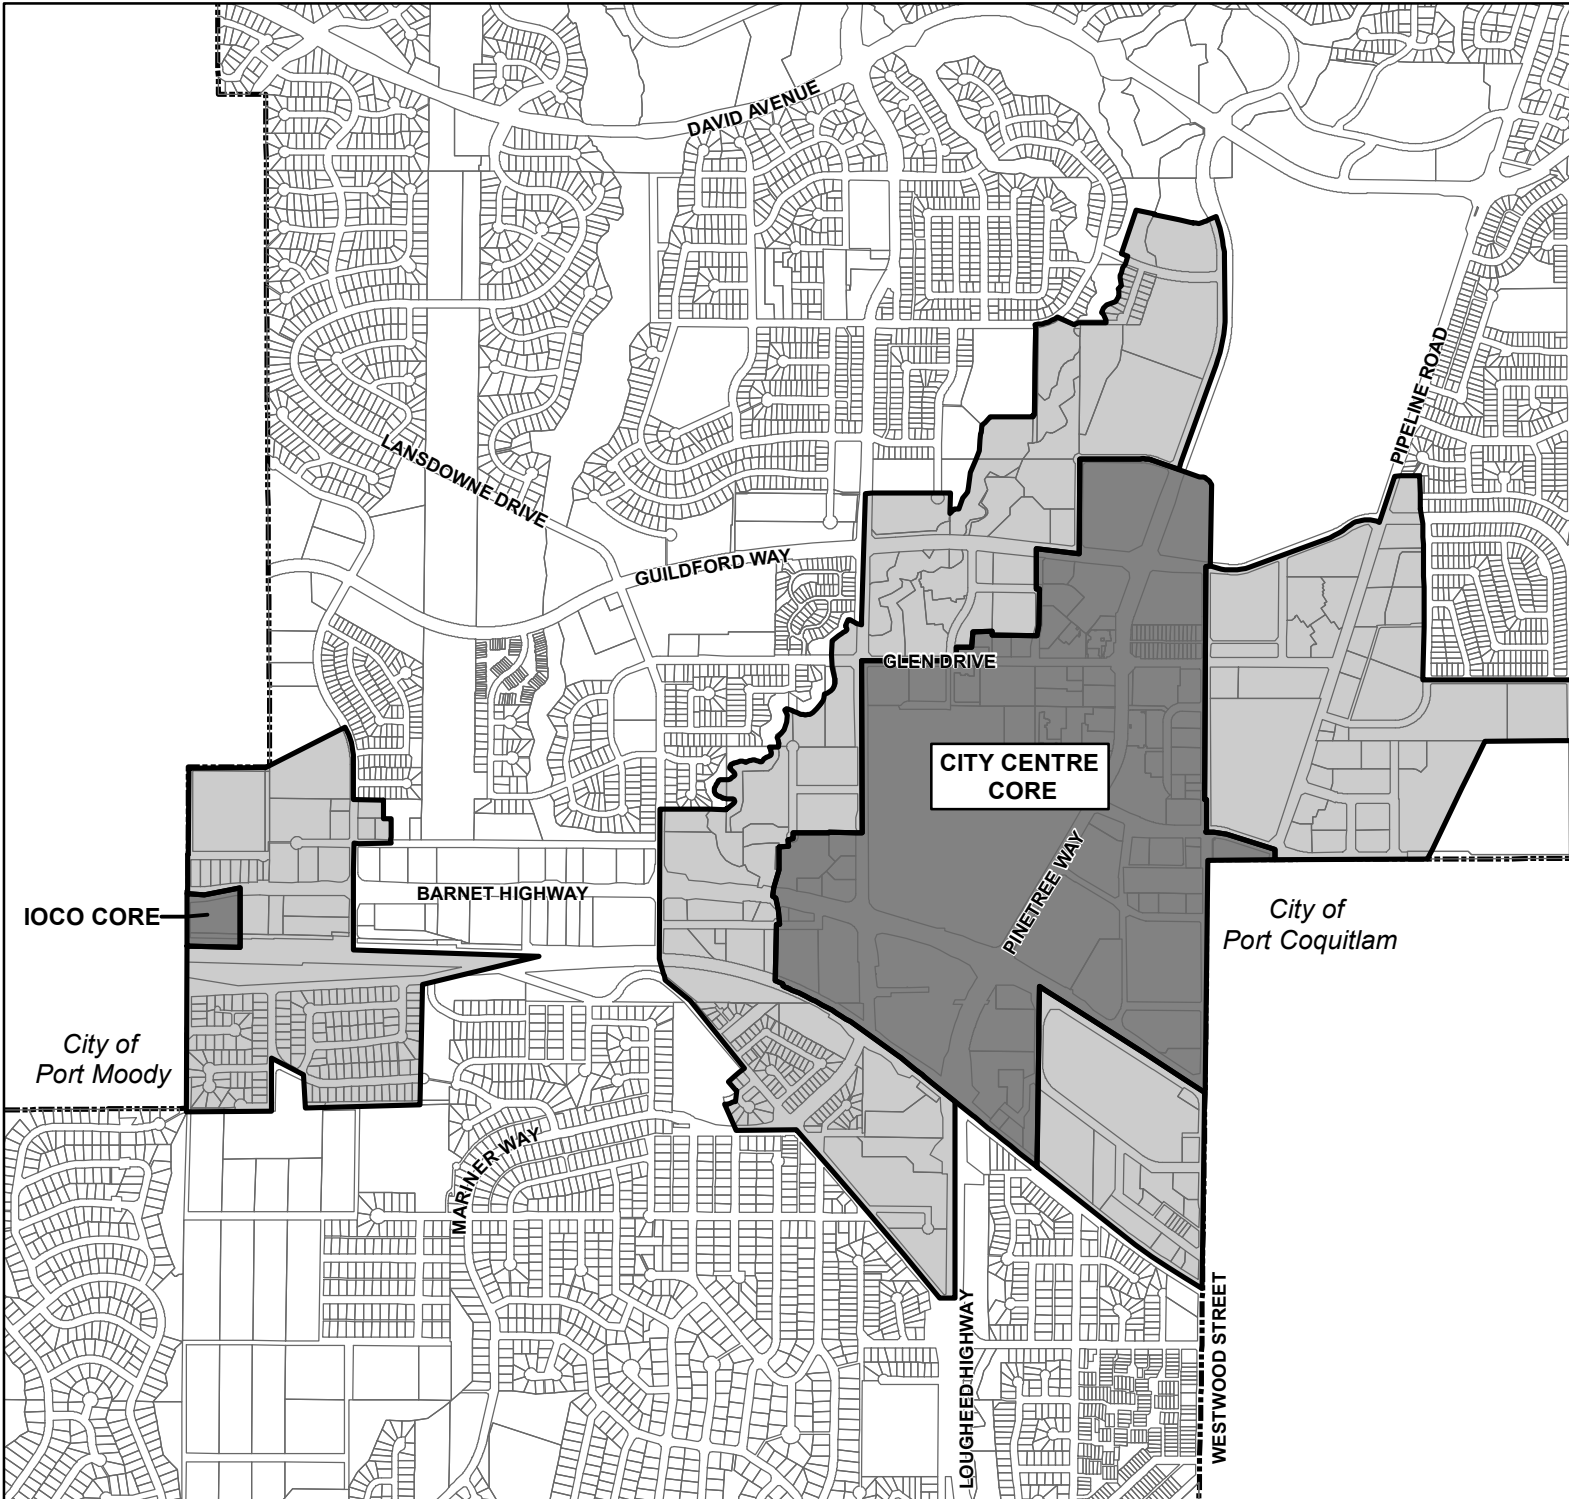 DAVID AVENUE
PIPELINE ROAD
LANSDOWNE DRIVE
GUILDFORD WAY
GLEN DRIVE
CITY CENTRE
CORE
PINETREE WAY
BARNET HIGHWAY
IOCO CORE
City of
Port Coquitlam
City of
Port Moody
MARINER WAY
LOUGHEED HIGHWAY
WESTWOOD STREET